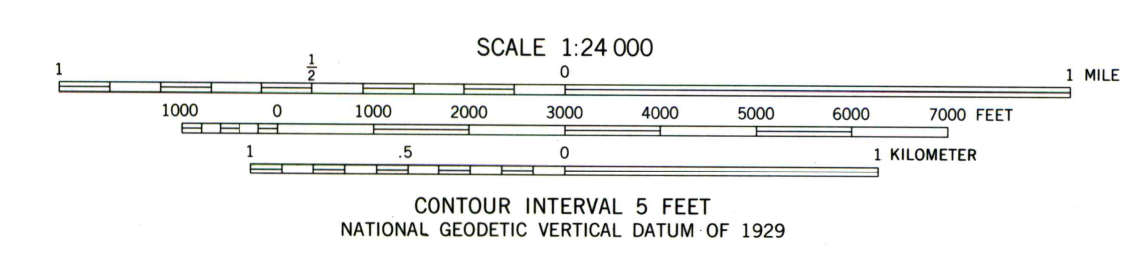 SCALE 1:24 000
1 1/2 0 1 MILE
1000 0 1000 2000 3000 4000 5000 6000 7000 FEET
1 .5 0 1 KILOMETER
CONTOUR INTERVAL 5 FEET
NATIONAL GEODETIC VERTICAL DATUM OF 1929